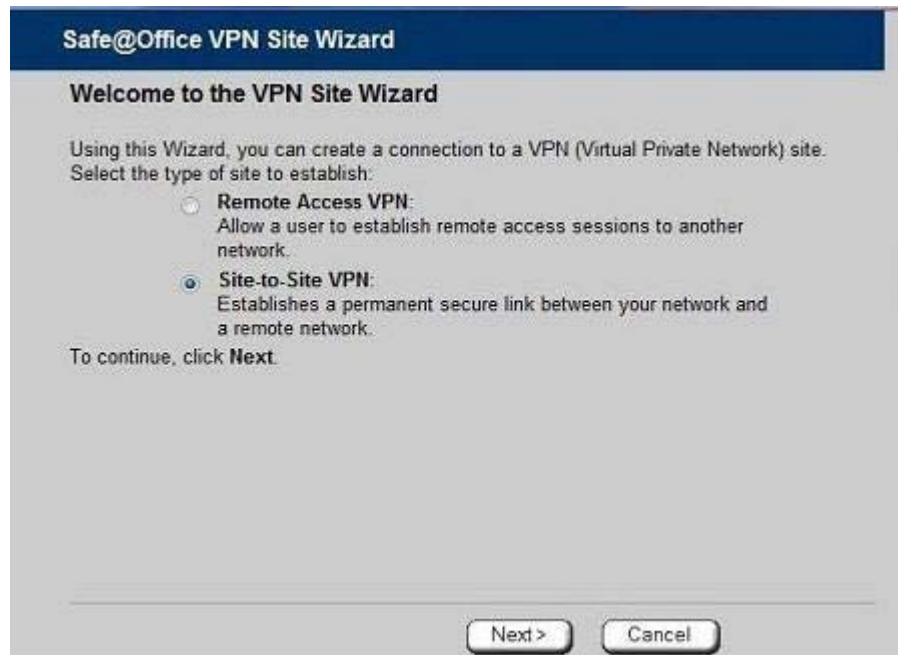 Safe@Office VPN Site Wizard
Welcome to the VPN Site Wizard
Using this Wizard, you can create a connection to a VPN (Virtual Private Network) site.
Select the type of site to establish:
Remote Access VPN:
Allow a user to establish remote access sessions to another
network.
Site-to-Site VPN:
Establishes a permanent secure link between your network and
a remote network.
To continue, click Next.
Next >
Cancel